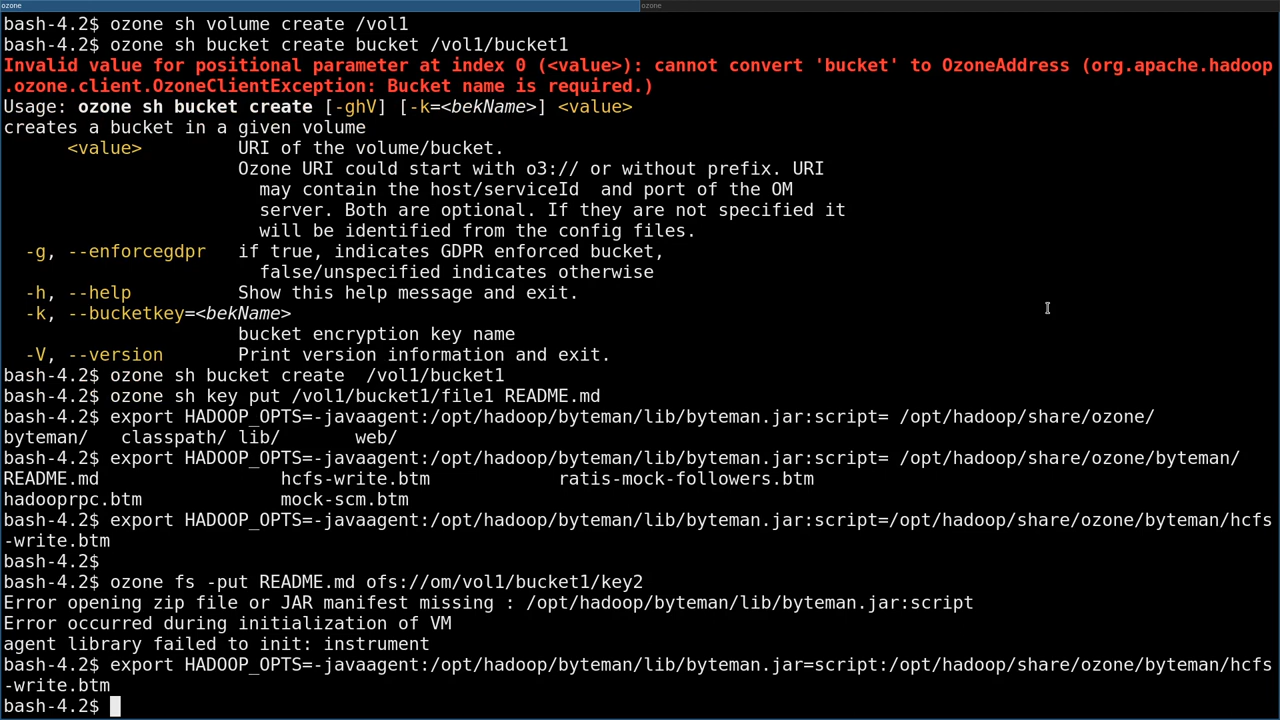 ozone ozone
bash-4.2$ ozone sh volume create /vol1
bash-4.2$ ozone sh bucket create bucket /vol1/bucket1
Invalid value for positional parameter at index 0 (<value>): cannot convert 'bucket' to OzoneAddress (org.apache.hadoop
.ozone.client.OzoneClientException: Bucket name is required.)
Usage: ozone sh bucket create [-ghV] [-k=<bekName>] <value>
creates a bucket in a given volume
      <value>         URI of the volume/bucket.
                      Ozone URI could start with o3:// or without prefix. URI
                        may contain the host/serviceId  and port of the OM
                        server. Both are optional. If they are not specified it
                        will be identified from the config files.
  -g, --enforcegdpr   if true, indicates GDPR enforced bucket,
                        false/unspecified indicates otherwise
  -h, --help          Show this help message and exit.
  -k, --bucketkey=<bekName>
                      bucket encryption key name
  -V, --version       Print version information and exit.
bash-4.2$ ozone sh bucket create  /vol1/bucket1
bash-4.2$ ozone sh key put /vol1/bucket1/file1 README.md
bash-4.2$ export HADOOP_OPTS=-javaagent:/opt/hadoop/byteman/lib/byteman.jar:script= /opt/hadoop/share/ozone/
byteman/   classpath/ lib/       web/
bash-4.2$ export HADOOP_OPTS=-javaagent:/opt/hadoop/byteman/lib/byteman.jar:script= /opt/hadoop/share/ozone/byteman/
README.md                 hcfs-write.btm            ratis-mock-followers.btm
hadooprpc.btm             mock-scm.btm
bash-4.2$ export HADOOP_OPTS=-javaagent:/opt/hadoop/byteman/lib/byteman.jar:script=/opt/hadoop/share/ozone/byteman/hcfs
-write.btm
bash-4.2$
bash-4.2$ ozone fs -put README.md ofs://om/vol1/bucket1/key2
Error opening zip file or JAR manifest missing : /opt/hadoop/byteman/lib/byteman.jar:script
Error occurred during initialization of VM
agent library failed to init: instrument
bash-4.2$ export HADOOP_OPTS=-javaagent:/opt/hadoop/byteman/lib/byteman.jar=script:/opt/hadoop/share/ozone/byteman/hcfs
-write.btm
bash-4.2$